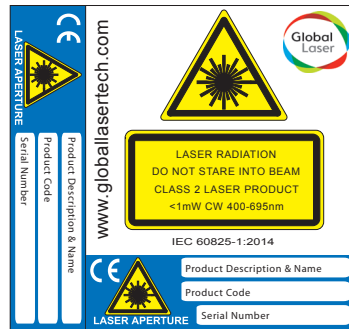 CE
LASER APERTURE
Product Description & Name
Product Code
Serial Number
www.globallasertech.com
Global
Laser
LASER RADIATION
DO NOT STARE INTO BEAM
CLASS 2 LASER PRODUCT
<1mW CW 400-695nm
IEC 60825-1:2014
CE
LASER APERTURE
Product Description & Name
Product Code
Serial Number